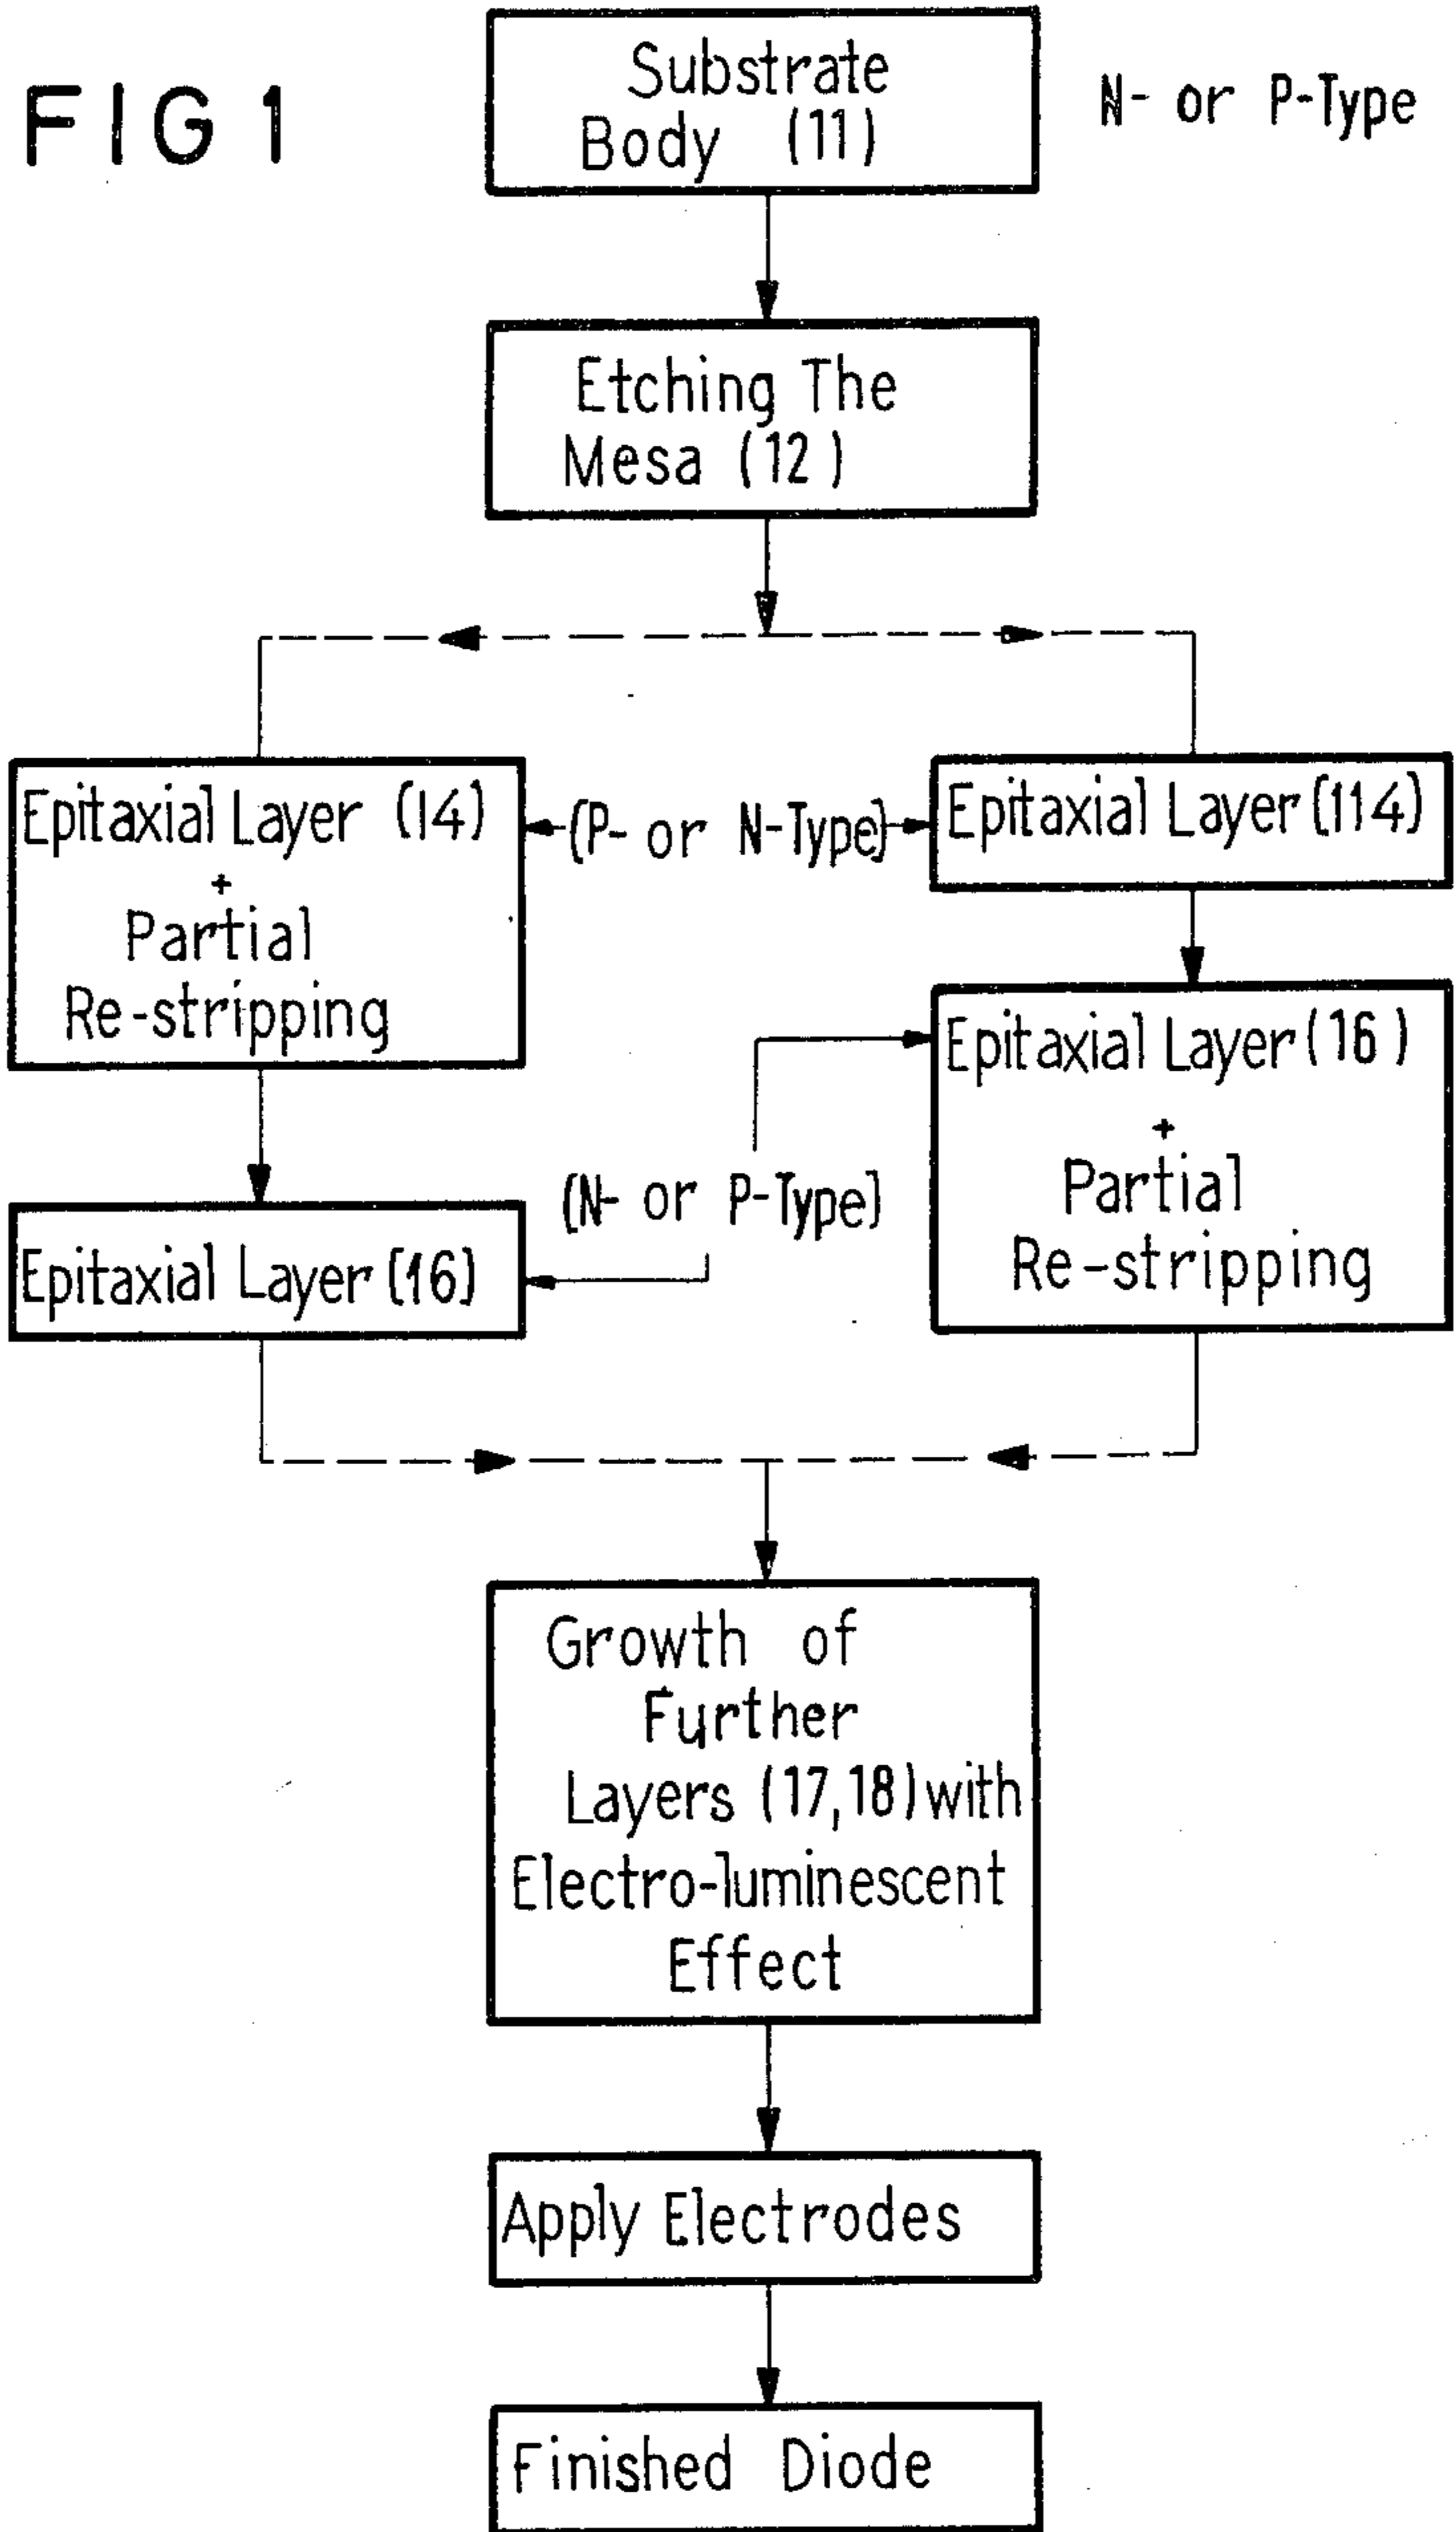 FIG 1
Substrate
Body (11)
N- or P-Type
Etching The
Mesa (12)
Epitaxial Layer (14)
+
Partial
Re-stripping
(P- or N-Type)
Epitaxial Layer (114)
Epitaxial Layer (16)
(N- or P-Type)
Epitaxial Layer (16)
+
Partial
Re-stripping
Growth of
Further
Layers (17,18) with
Electro-luminescent
Effect
Apply Electrodes
Finished Diode